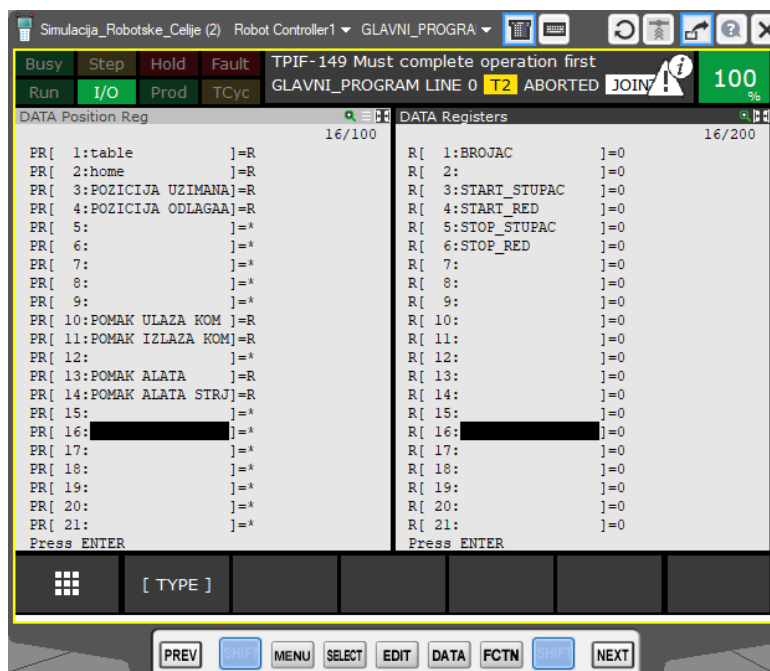 Simulacija_Robotske_Celije (2) Robot Controller1 GLAVNI_PROGRA
Busy Step Hold Fault TPIF-149 Must complete operation first
Run I/O Prod TCyc GLAVNI_PROGRAM LINE 0 T2 ABORTED JOINT 100 %
DATA Position Reg
16/100
PR[ 1:table ]=R
PR[ 2:home ]=R
PR[ 3:POZICIJA UZIMANA]=R
PR[ 4:POZICIJA ODLAGAA]=R
PR[ 5: ]=*
PR[ 6: ]=*
PR[ 7: ]=*
PR[ 8: ]=*
PR[ 9: ]=*
PR[ 10:POMAK ULAZA KOM ]=R
PR[ 11:POMAK IZLAZA KOM]=R
PR[ 12: ]=*
PR[ 13:POMAK ALATA ]=R
PR[ 14:POMAK ALATA STRJ]=R
PR[ 15: ]=*
PR[ 16: ]=*
PR[ 17: ]=*
PR[ 18: ]=*
PR[ 19: ]=*
PR[ 20: ]=*
PR[ 21: ]=*
Press ENTER
DATA Registers
16/200
R[ 1:BROJAC ]=0
R[ 2: ]=0
R[ 3:START_STUPAC ]=0
R[ 4:START_RED ]=0
R[ 5:STOP_STUPAC ]=0
R[ 6:STOP_RED ]=0
R[ 7: ]=0
R[ 8: ]=0
R[ 9: ]=0
R[ 10: ]=0
R[ 11: ]=0
R[ 12: ]=0
R[ 13: ]=0
R[ 14: ]=0
R[ 15: ]=0
R[ 16: ]=0
R[ 17: ]=0
R[ 18: ]=0
R[ 19: ]=0
R[ 20: ]=0
R[ 21: ]=0
Press ENTER
[ TYPE ]
PREV SHIFT MENU SELECT EDIT DATA FCTN SHIFT NEXT